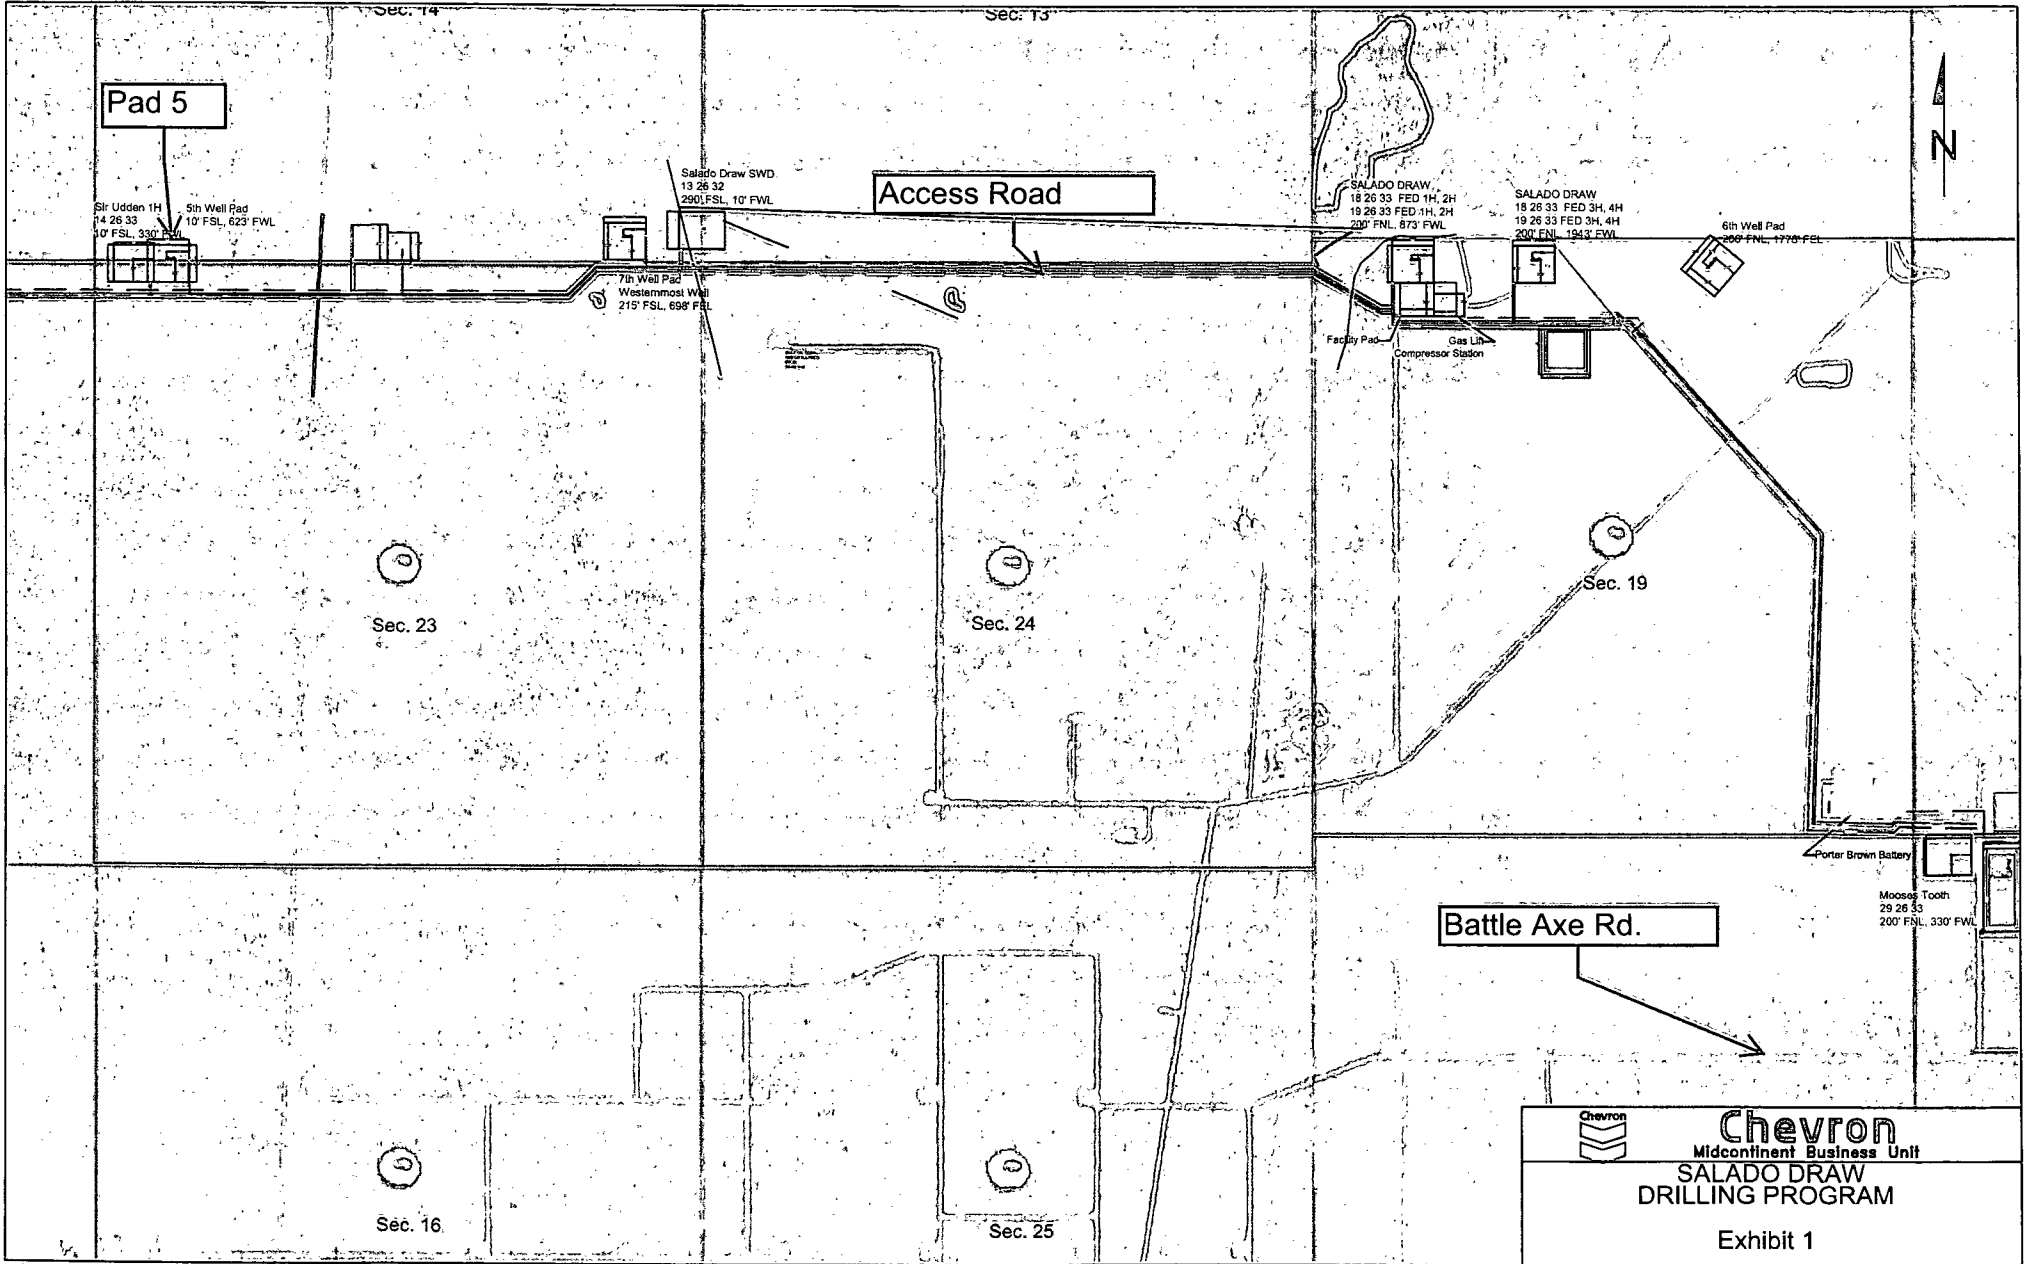 Sec. 14
Sec. 13
Pad 5
N
Salado Draw SWD
13 26 32
290' FSL, 10' FWL
Access Road
SALADO DRAW
18 26 33 FED 1H, 2H
19 26 33 FED 1H, 2H
200' FNL, 873' FWL
SALADO DRAW
18 26 33 FED 3H, 4H
19 26 33 FED 3H, 4H
200' FNL, 1943' FWL
Sir Udden 1H
14 26 33
10' FSL, 330' FWL
5th Well Pad
10' FSL, 623' FWL
6th Well Pad
206' FNL, 1778' FEL
7th Well Pad
Westernmost Well
215' FSL, 698' FEL
Facility Pad
Gas Lift
Compressor Station
Sec. 23
Sec. 24
Sec. 19
Porter Brown Battery
Mooses Tooth
29 26 33
200' FNL, 330' FWL
Battle Axe Rd.
Sec. 16
Sec. 25
Chevron
Chevron
Midcontinent Business Unit
SALADO DRAW
DRILLING PROGRAM
Exhibit 1